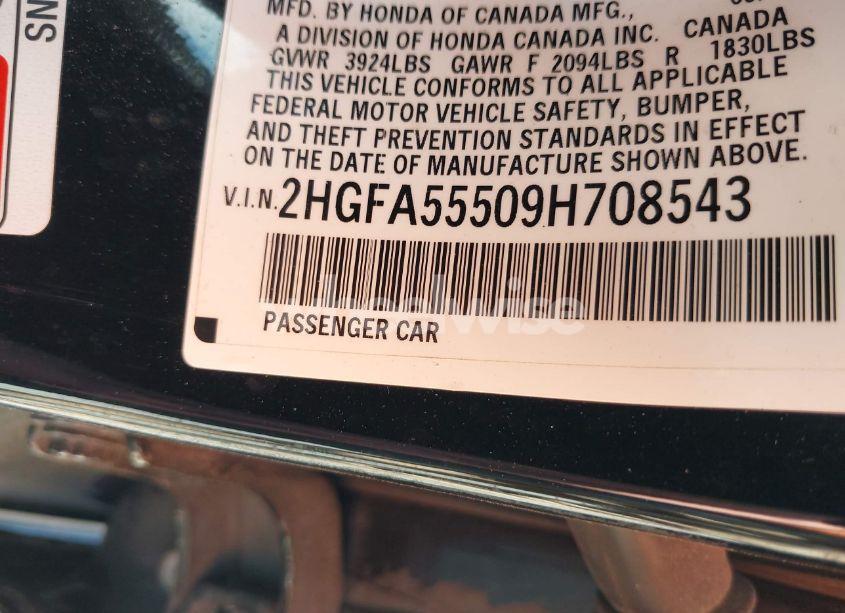 NS
MFD. BY HONDA OF CANADA MFG.,
A DIVISION OF HONDA CANADA INC. CANADA
GVWR 3924LBS GAWR F 2094LBS R 1830LBS
THIS VEHICLE CONFORMS TO ALL APPLICABLE
FEDERAL MOTOR VEHICLE SAFETY, BUMPER,
AND THEFT PREVENTION STANDARDS IN EFFECT
ON THE DATE OF MANUFACTURE SHOWN ABOVE.
V.I.N. 2HGFA55509H708543
PASSENGER CAR